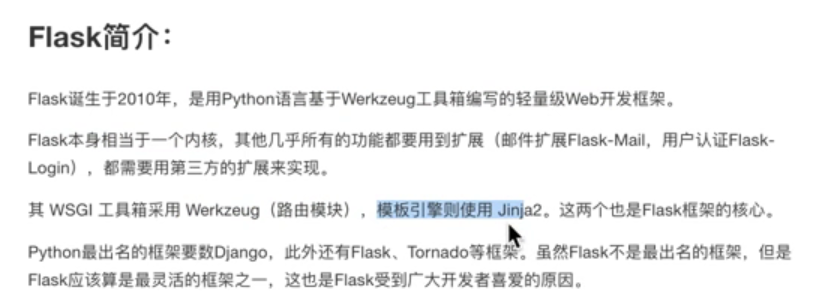 Flask简介：
Flask诞生于2010年，是用Python语言基于Werkzeug工具箱编写的轻量级Web开发框架。
Flask本身相当于一个内核，其他几乎所有的功能都要用到扩展（邮件扩展Flask-Mail，用户认证Flask-
Login），都需要用第三方的扩展来实现。
其 WSGI 工具箱采用 Werkzeug（路由模块），模板引擎则使用 Jinja2。这两个也是Flask框架的核心。
Python最出名的框架要数Django，此外还有Flask、Tornado等框架。虽然Flask不是最出名的框架，但是
Flask应该算是最灵活的框架之一，这也是Flask受到广大开发者喜爱的原因。